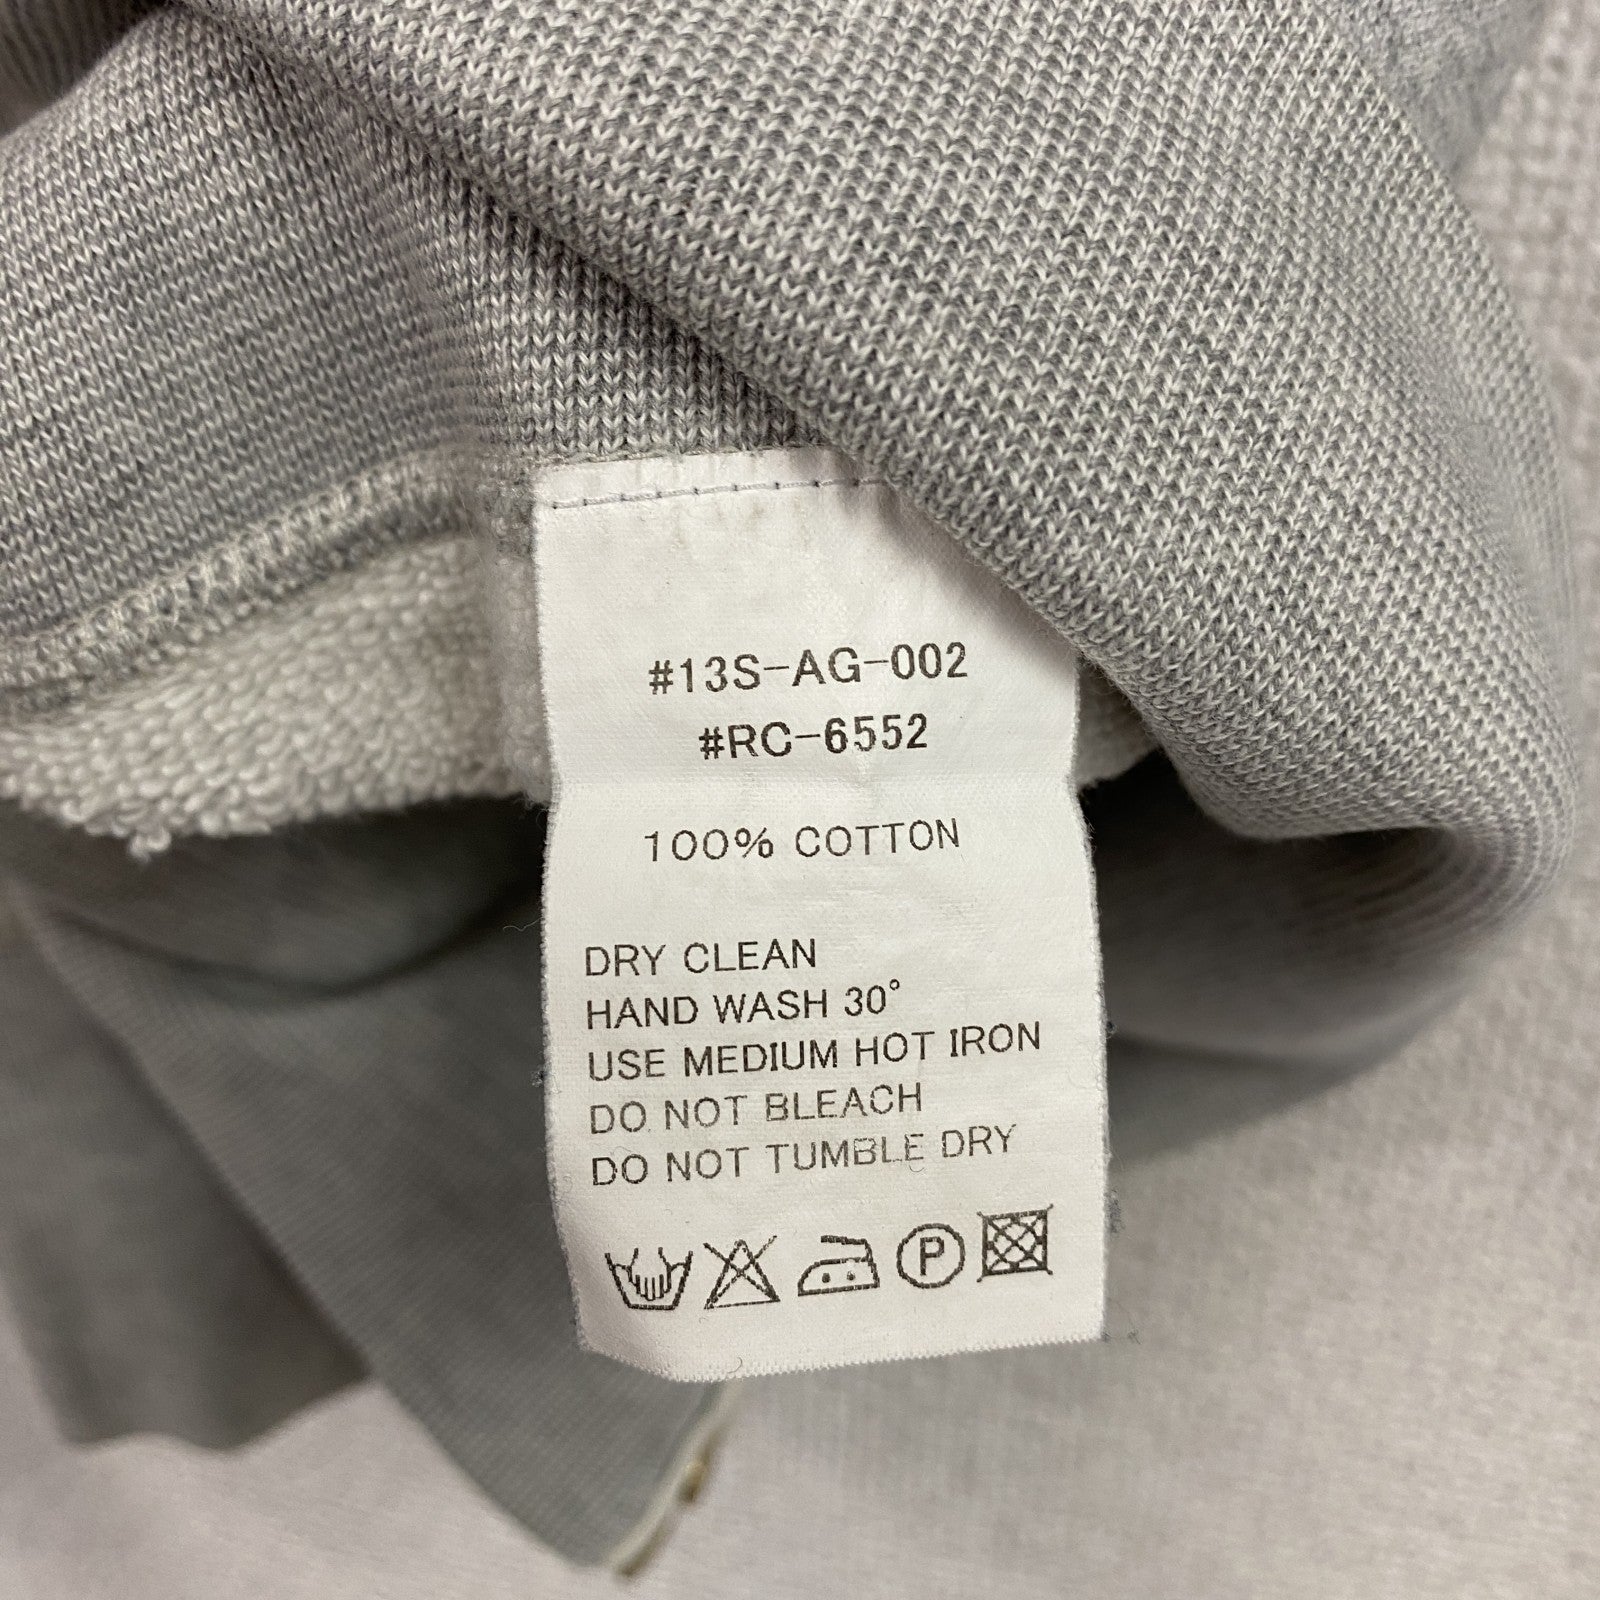 #13S-AG-002
#RC-6552
100% COTTON
DRY CLEAN
HAND WASH 30°
USE MEDIUM HOT IRON
DO NOT BLEACH
DO NOT TUMBLE DRY
P